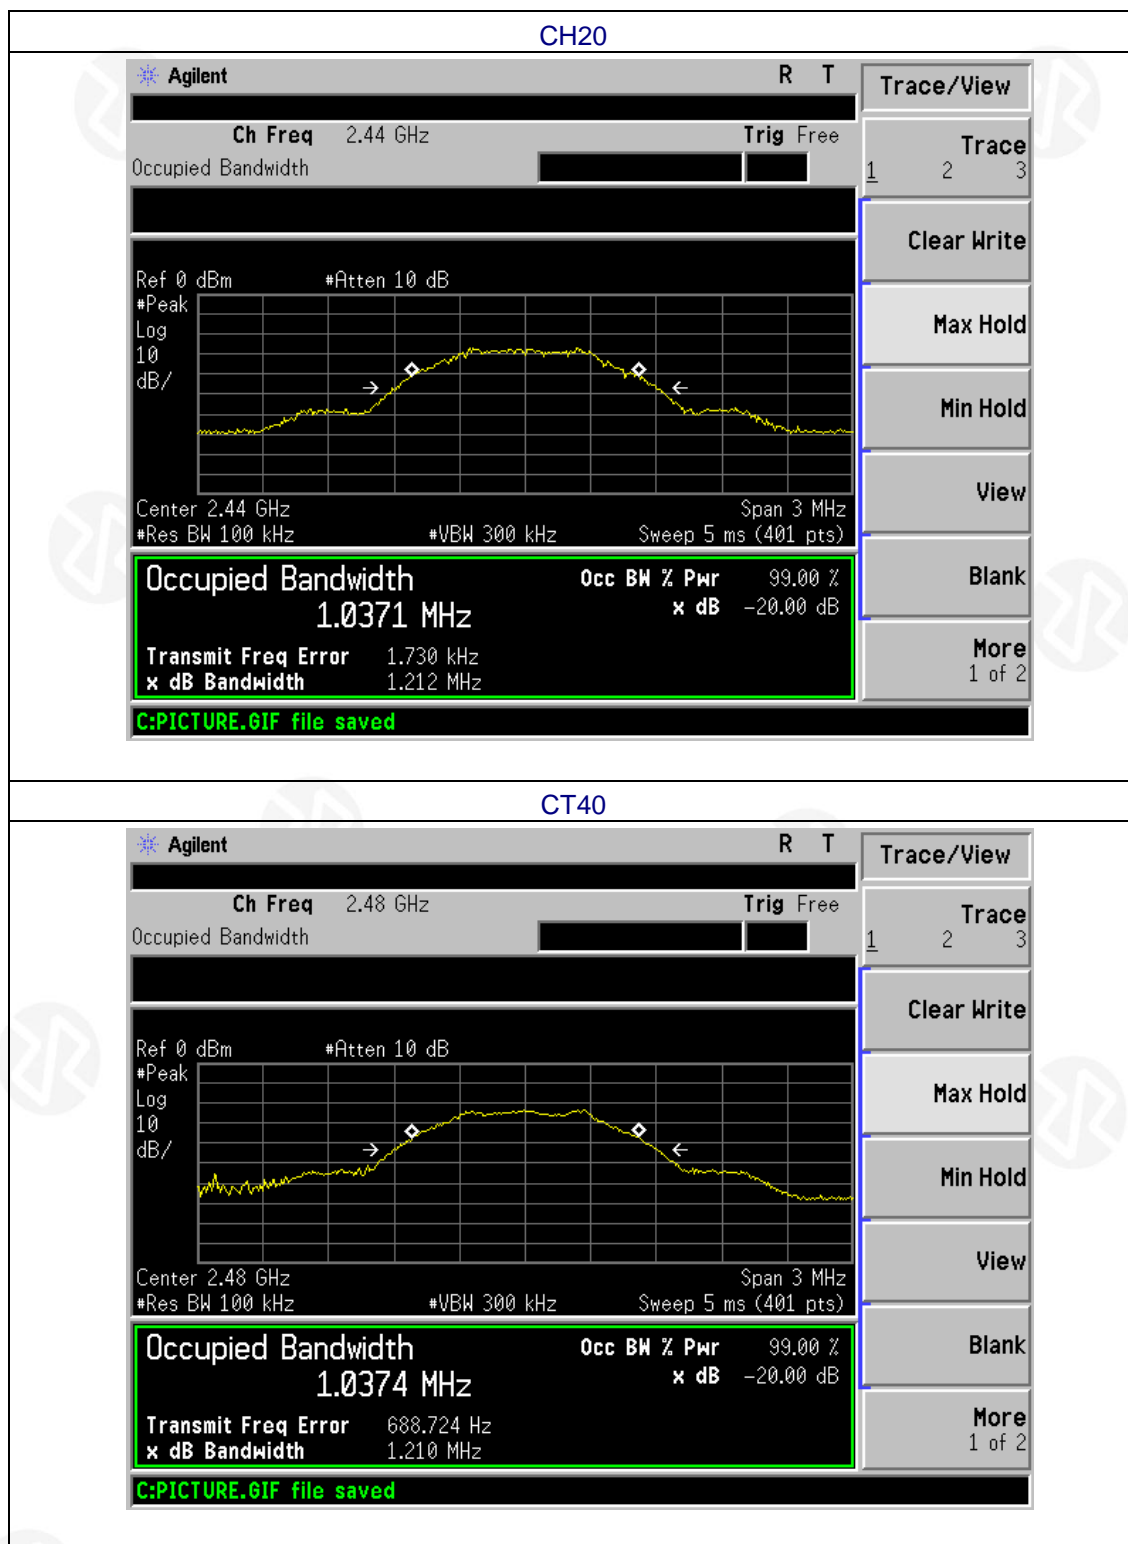 CH20
Agilent R T
Trace/View
Ch Freq 2.44 GHz Trig Free
Occupied Bandwidth
Trace
1 2 3
Clear Write
Ref 0 dBm #Atten 10 dB
#Peak
Log
10
dB/
Max Hold
Min Hold
View
Center 2.44 GHz Span 3 MHz
#Res BW 100 kHz #VBW 300 kHz Sweep 5 ms (401 pts)
Occupied Bandwidth Occ BW % Pwr 99.00 %
1.0371 MHz x dB -20.00 dB
Blank
Transmit Freq Error 1.730 kHz
x dB Bandwidth 1.212 MHz
More
1 of 2
C:PICTURE.GIF file saved
CT40
Agilent R T
Trace/View
Ch Freq 2.48 GHz Trig Free
Occupied Bandwidth
Trace
1 2 3
Clear Write
Ref 0 dBm #Atten 10 dB
#Peak
Log
10
dB/
Max Hold
Min Hold
View
Center 2.48 GHz Span 3 MHz
#Res BW 100 kHz #VBW 300 kHz Sweep 5 ms (401 pts)
Occupied Bandwidth Occ BW % Pwr 99.00 %
1.0374 MHz x dB -20.00 dB
Blank
Transmit Freq Error 688.724 Hz
x dB Bandwidth 1.210 MHz
More
1 of 2
C:PICTURE.GIF file saved